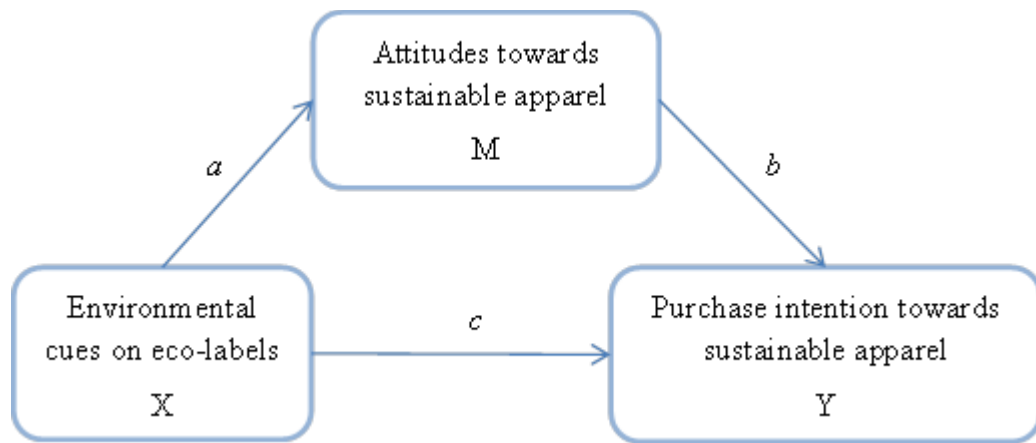 Attitudes towards
sustainable apparel
M
a
b
Environmental
cues on eco-labels
X
c
Purchase intention towards
sustainable apparel
Y